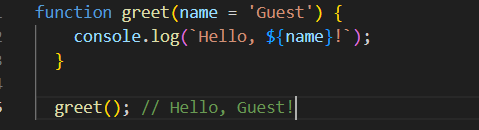 function greet(name = 'Guest') {
console.log(`Hello, ${name}!`);
}
greet(); // Hello, Guest!